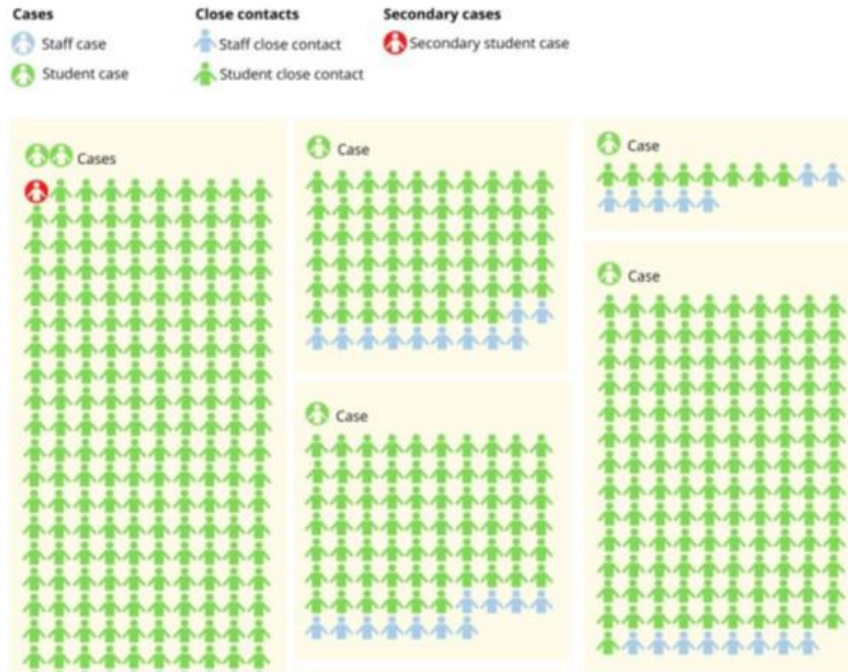 Cases Close contacts Secondary cases
Staff case Staff close contact Secondary student case
Student case Student close contact
Cases
Case
Case
Case
Case